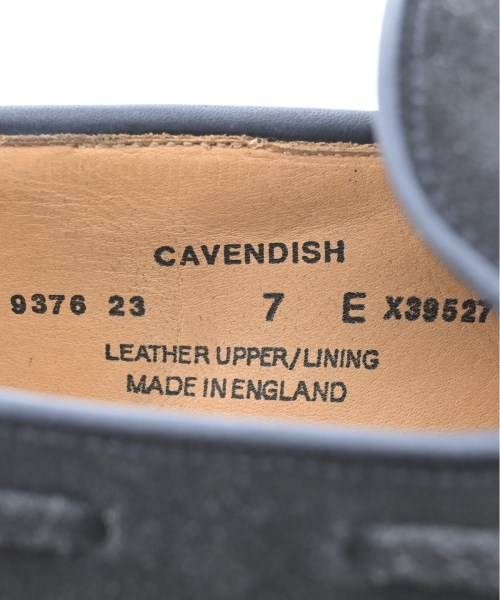 CAVENDISH
9376 23 7 E X39527
LEATHER UPPER/LINING
MADE IN ENGLAND